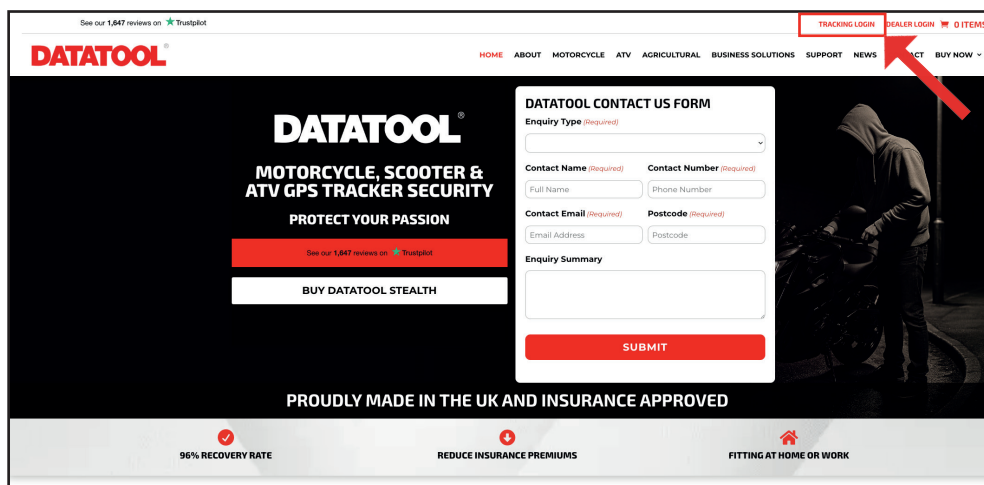 See our 1,647 reviews on Trustpilot
TRACKING LOGIN DEALER LOGIN 0 ITEMS
DATATOOL®
HOME ABOUT MOTORCYCLE ATV AGRICULTURAL BUSINESS SOLUTIONS SUPPORT NEWS BUY NOW
DATATOOL®
MOTORCYCLE, SCOOTER &
ATV GPS TRACKER SECURITY
PROTECT YOUR PASSION
See our 1,647 reviews on Trustpilot
BUY DATATOOL STEALTH
DATATOOL CONTACT US FORM
Enquiry Type (Required)
Contact Name (Required) Contact Number (Required)
Full Name Phone Number
Contact Email (Required) Postcode (Required)
Email Address Postcode
Enquiry Summary
SUBMIT
PROUDLY MADE IN THE UK AND INSURANCE APPROVED
96% RECOVERY RATE REDUCE INSURANCE PREMIUMS FITTING AT HOME OR WORK